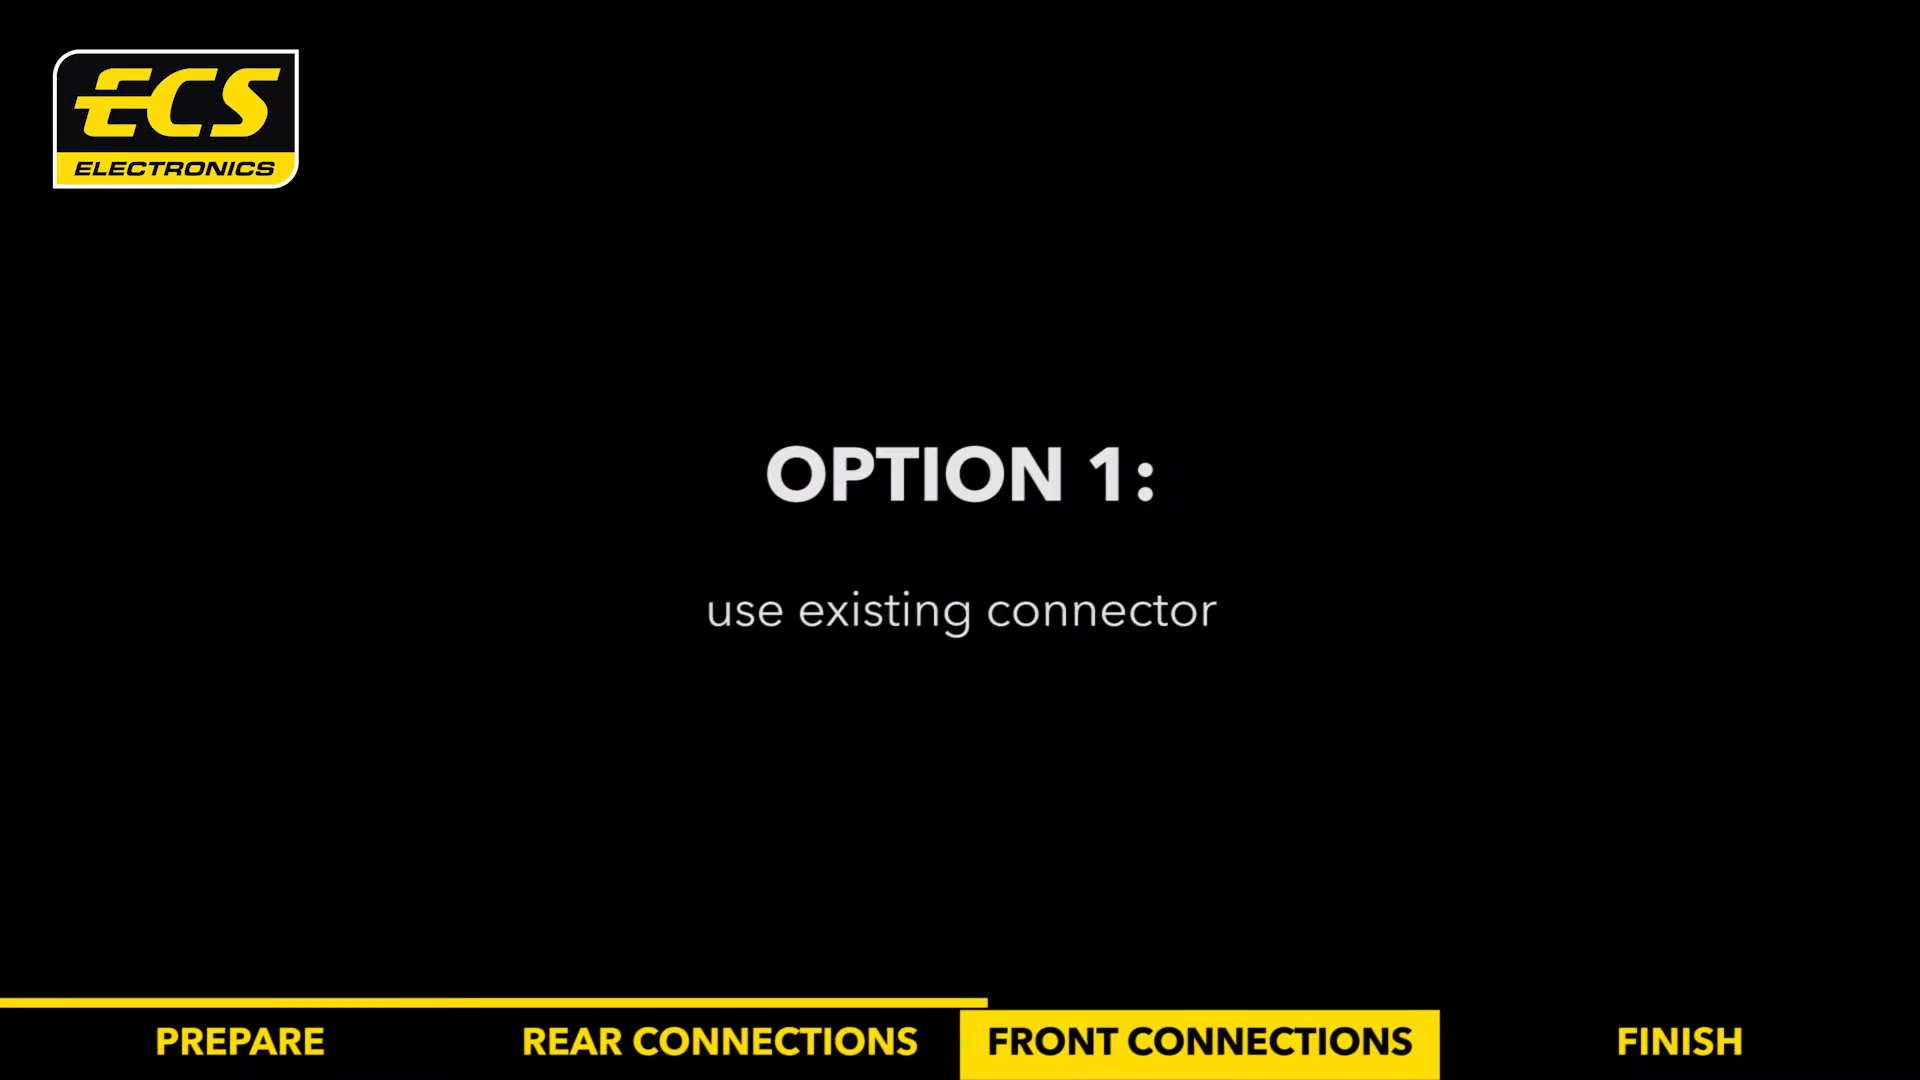 ECS
ELECTRONICS
OPTION 1:
use existing connector
PREPARE
REAR CONNECTIONS
FRONT CONNECTIONS
FINISH